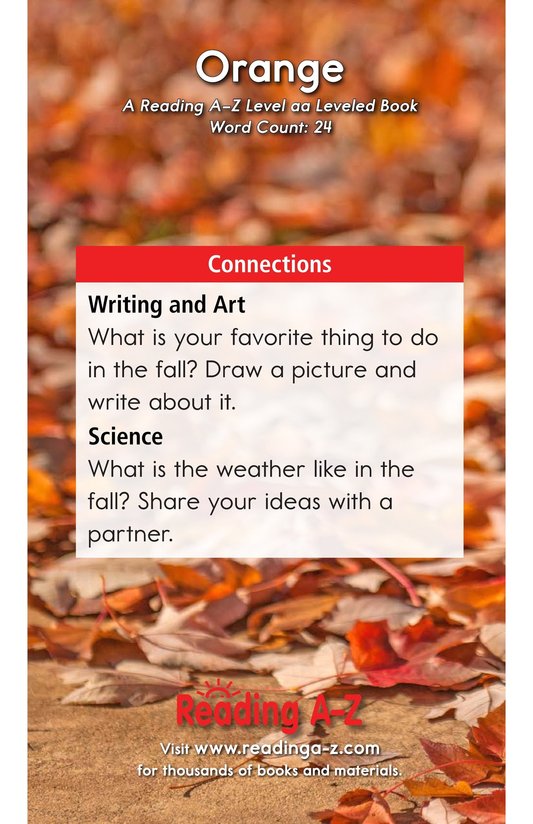 Orange
A Reading A–Z Level aa Leveled Book
Word Count: 24
Connections
Writing and Art
What is your favorite thing to do
in the fall? Draw a picture and
write about it.
Science
What is the weather like in the
fall? Share your ideas with a
partner.
Reading A–Z
Visit www.readinga-z.com
for thousands of books and materials.